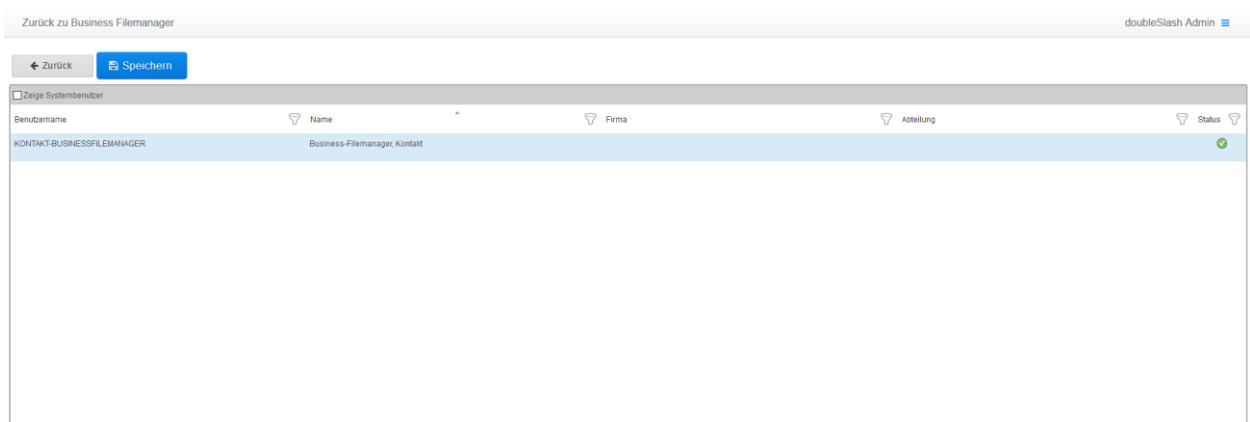 Zurück zu Business Filemanager doubleSlash Admin
Zurück Speichern
Zeige Systembenutzer
Benutzername Name Firma Abteilung Status
KONTAKT-BUSINESSFILEMANAGER Business-Filemanager, Kontakt